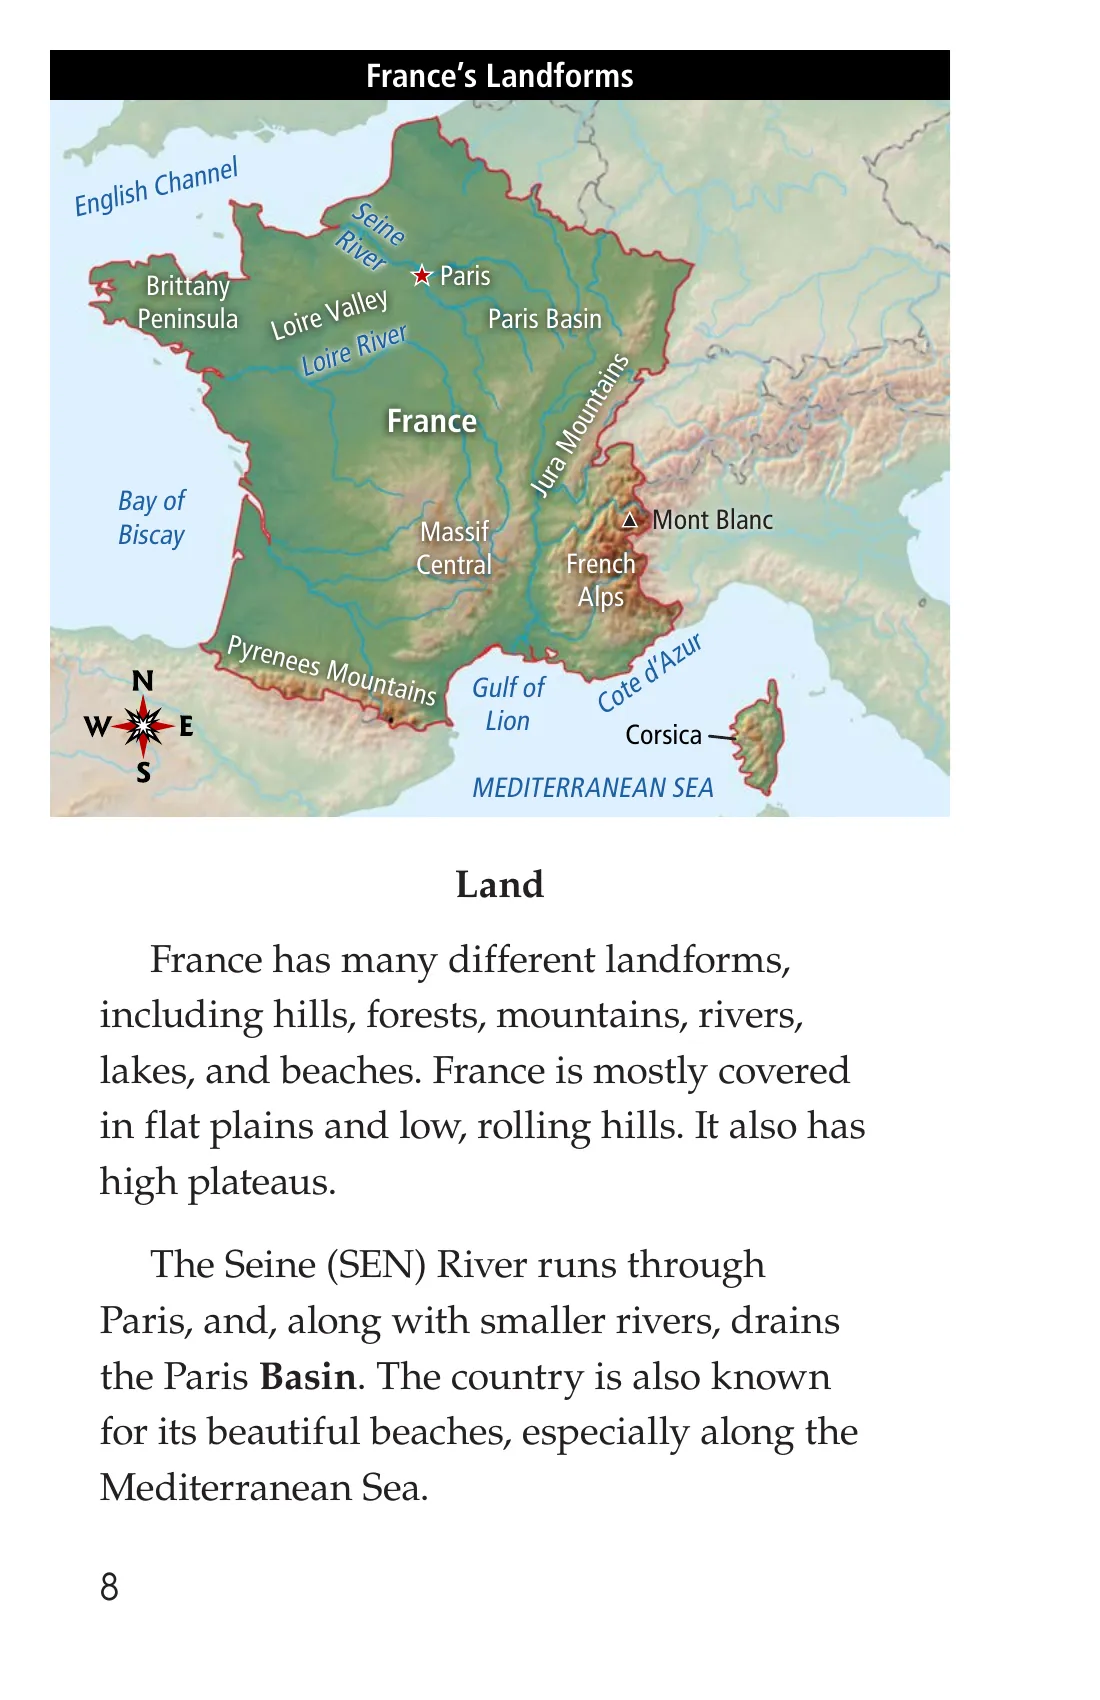 France’s Landforms
English Channel
Seine
River
Paris
Brittany
Peninsula
Loire Valley
Paris Basin
Loire River
Jura Mountains
France
Bay of
Biscay
Massif
Central
Mont Blanc
French
Alps
Pyrenees Mountains
Gulf of
Lion
Cote d’Azur
Corsica
MEDITERRANEAN SEA
N
W E
S
Land
France has many different landforms,
including hills, forests, mountains, rivers,
lakes, and beaches. France is mostly covered
in flat plains and low, rolling hills. It also has
high plateaus.
The Seine (SEN) River runs through
Paris, and, along with smaller rivers, drains
the Paris Basin. The country is also known
for its beautiful beaches, especially along the
Mediterranean Sea.
8